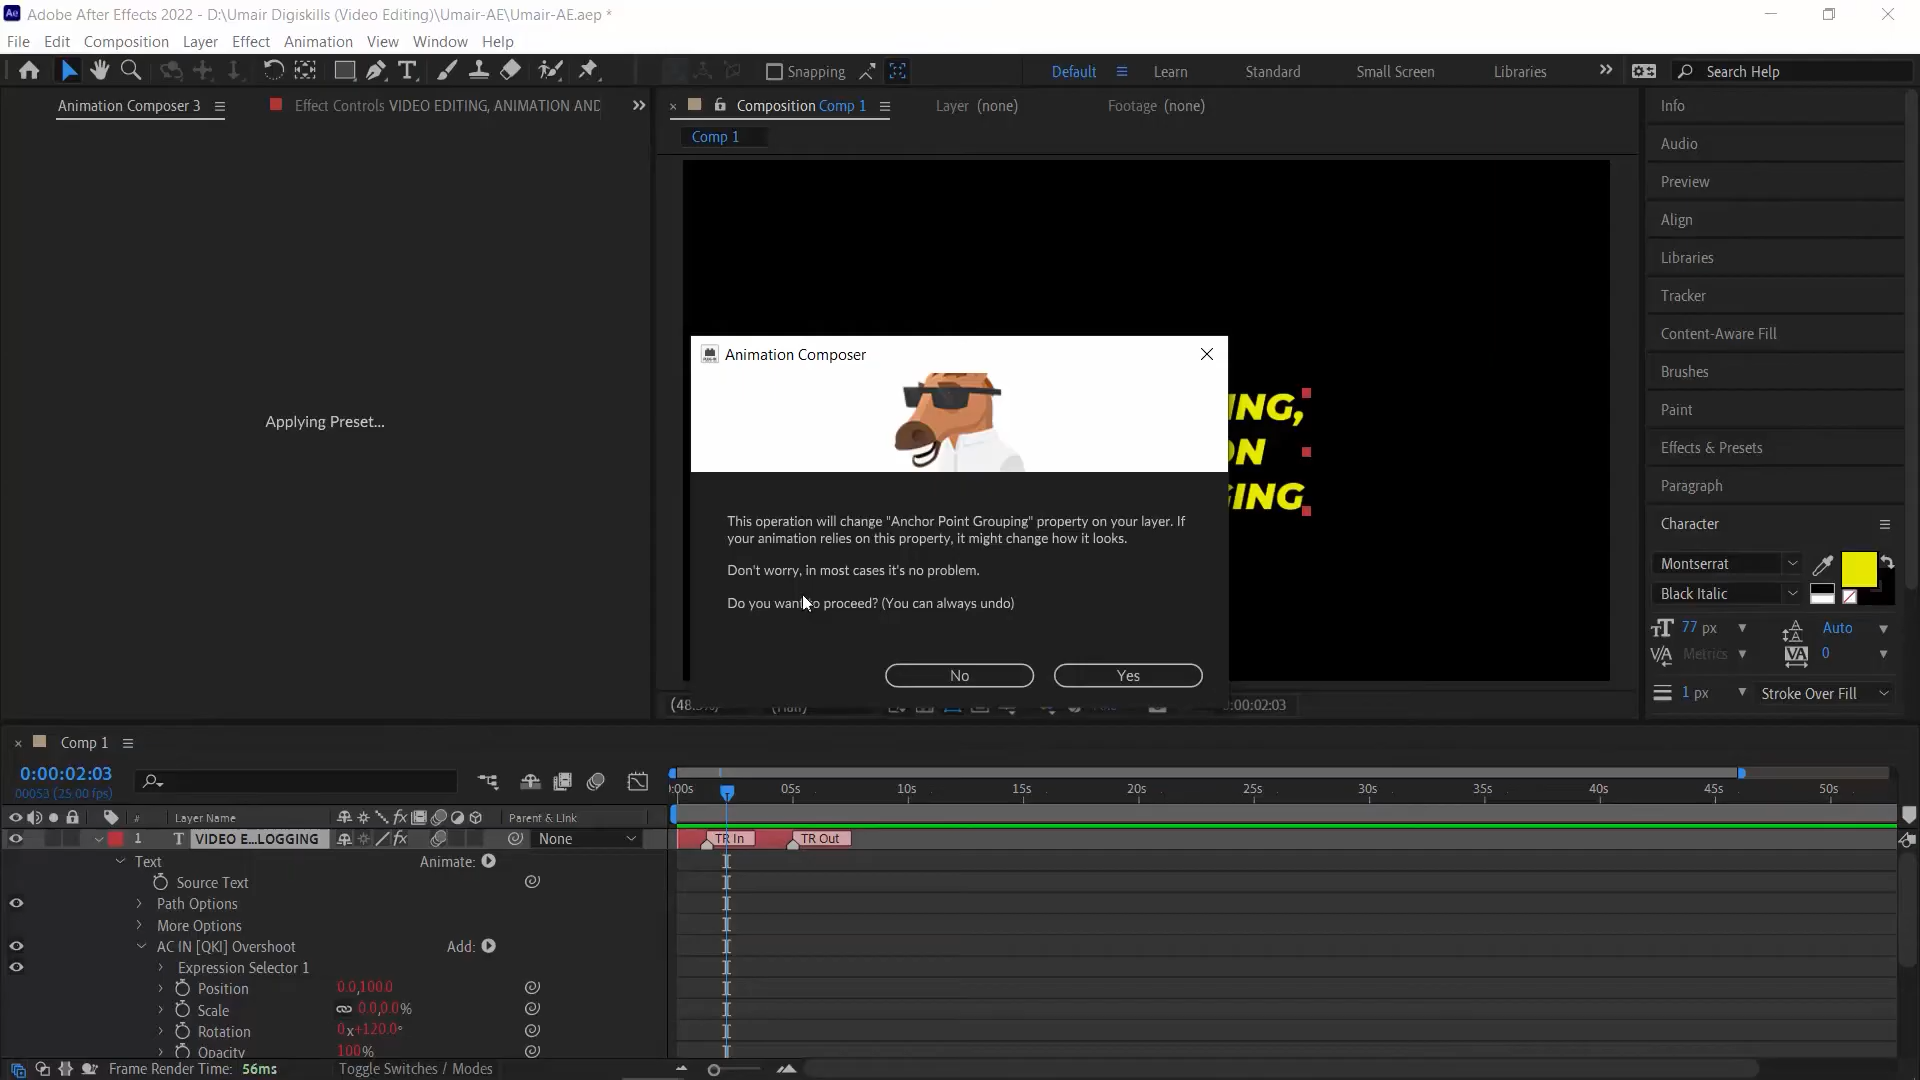 Adobe After Effects 2022 - D:\Umair Digiskills (Video Editing)\Umair-AE\Umair-AE.aep *
File Edit Composition Layer Effect Animation View Window Help
Snapping Default Learn Standard Small Screen Libraries Search Help
Animation Composer 3 Effect Controls VIDEO EDITING, ANIMATION AND
Composition Comp 1 Layer (none) Footage (none)
Comp 1
Applying Preset...
Info
Audio
Preview
Align
Libraries
Tracker
Content-Aware Fill
Brushes
Paint
Effects & Presets
Paragraph
Character
Montserrat
Black Italic
77 px Auto
Metrics 0
1 px Stroke Over Fill
Animation Composer
This operation will change "Anchor Point Grouping" property on your layer. If
your animation relies on this property, it might change how it looks.
Don't worry, in most cases it's no problem.
Do you want to proceed? (You can always undo)
No Yes
ING,
ON
GING
Comp 1
0:00:02:03
00053 (25.00 fps)
:00s 05s 10s 15s 20s 25s 30s 35s 40s 45s 50s
# Layer Name Parent & Link
1 T VIDEO E...LOGGING None TR In TR Out
Text Animate:
Source Text
Path Options
More Options
AC IN [QKI] Overshoot Add:
Expression Selector 1
Position 0.0,100.0
Scale 0.0,0.0%
Rotation 0x+120.0°
Opacity 100%
Frame Render Time: 56ms Toggle Switches / Modes